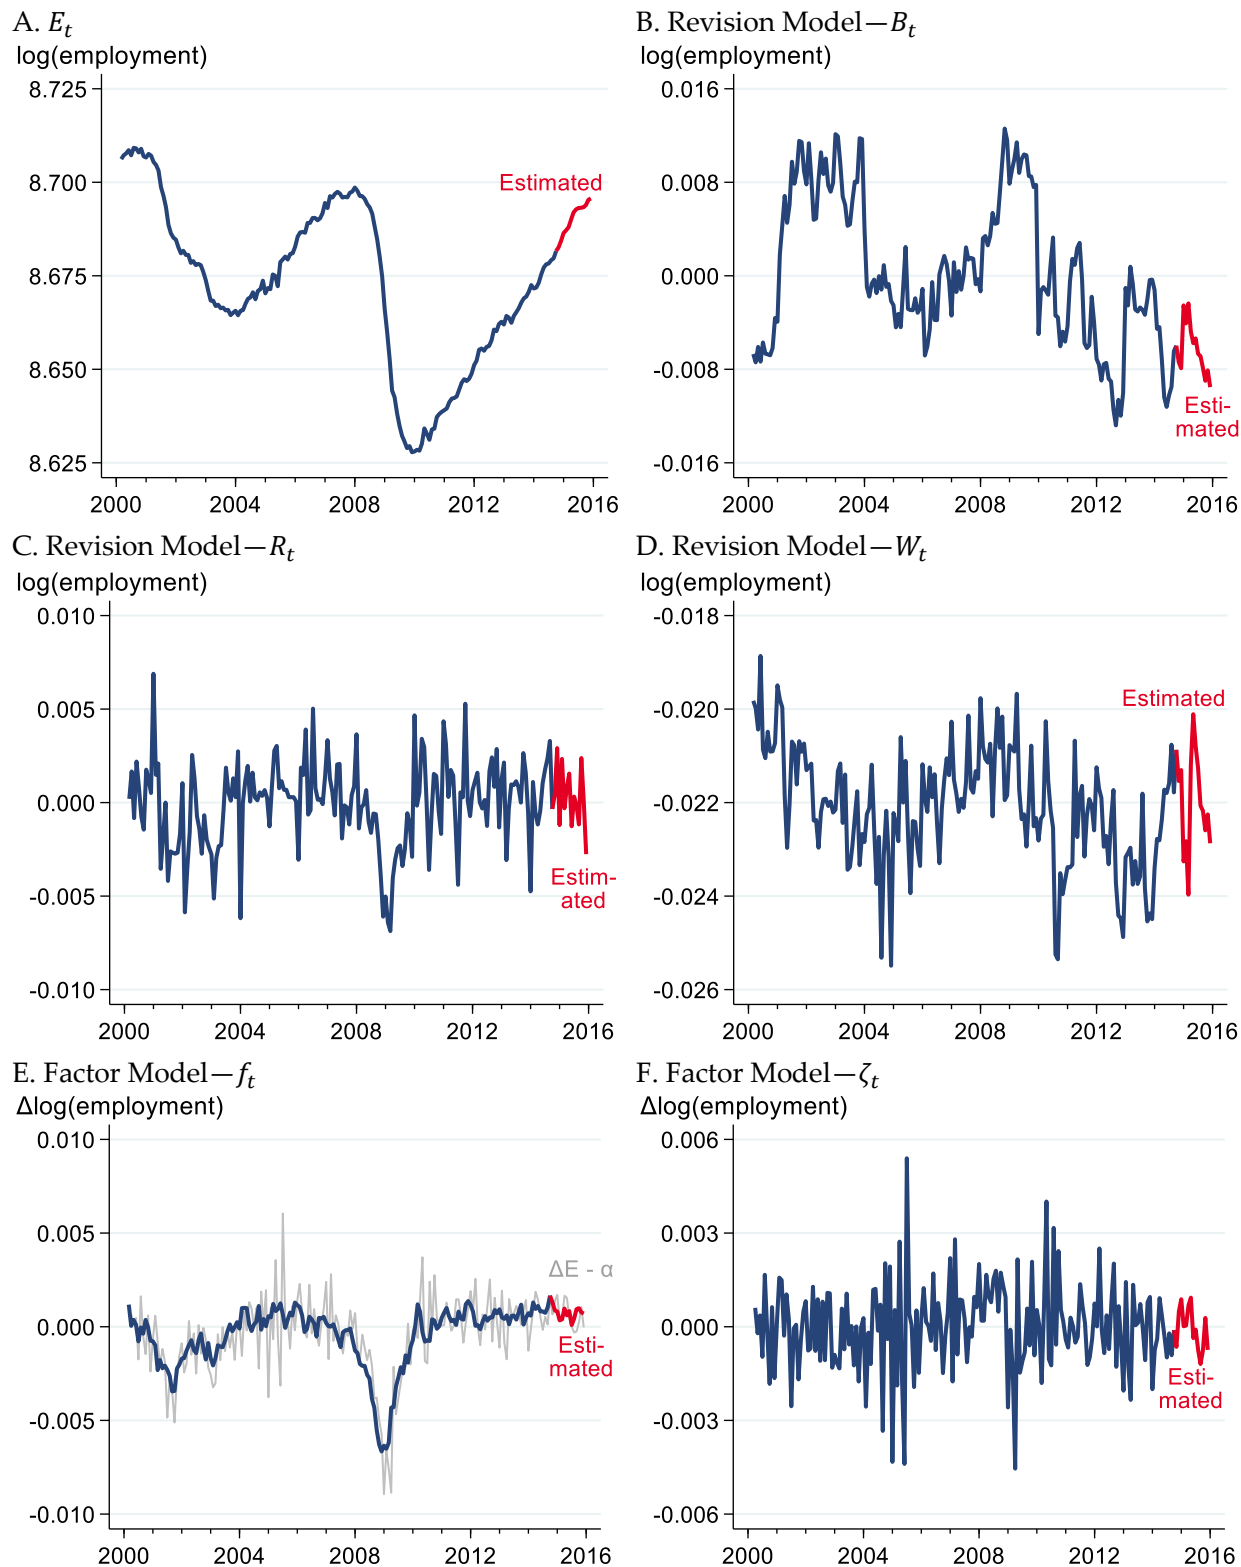 A. Eₜ
log(employment)
8.725
8.700
8.675
8.650
8.625
Estimated
2000 2004 2008 2012 2016
B. Revision Model—Bₜ
log(employment)
0.016
0.008
0.000
-0.008
-0.016
Esti-
mated
2000 2004 2008 2012 2016
C. Revision Model—Rₜ
log(employment)
0.010
0.005
0.000
-0.005
-0.010
Estim-
ated
2000 2004 2008 2012 2016
D. Revision Model—Wₜ
log(employment)
-0.018
-0.020
-0.022
-0.024
-0.026
Estimated
2000 2004 2008 2012 2016
E. Factor Model—fₜ
Δlog(employment)
0.010
0.005
0.000
-0.005
-0.010
ΔE - α
Esti-
mated
2000 2004 2008 2012 2016
F. Factor Model—ζₜ
Δlog(employment)
0.006
0.003
0.000
-0.003
-0.006
Esti-
mated
2000 2004 2008 2012 2016